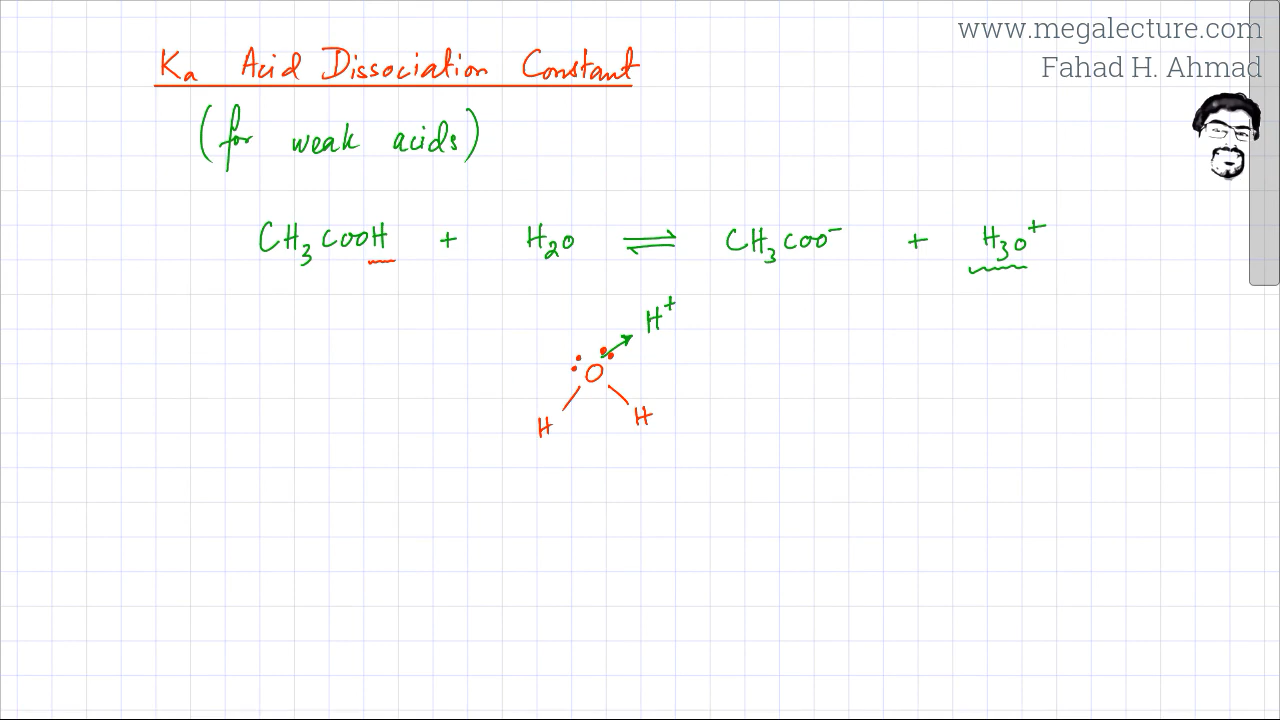 www.megalecture.com
Fahad H. Ahmad
Ka Acid Dissociation Constant
(for weak acids)
CH₃COOH + H₂O ⇌ CH₃COO⁻ + H₃O⁺
H⁺
O
H H